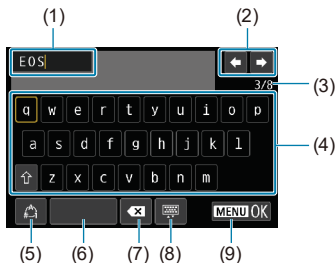 (1) (2)
EOS
3/8 (3)
q w e r t y u i o p
a s d f g h j k l (4)
z x c v b n m
MENU OK
(5) (6) (7) (8) (9)